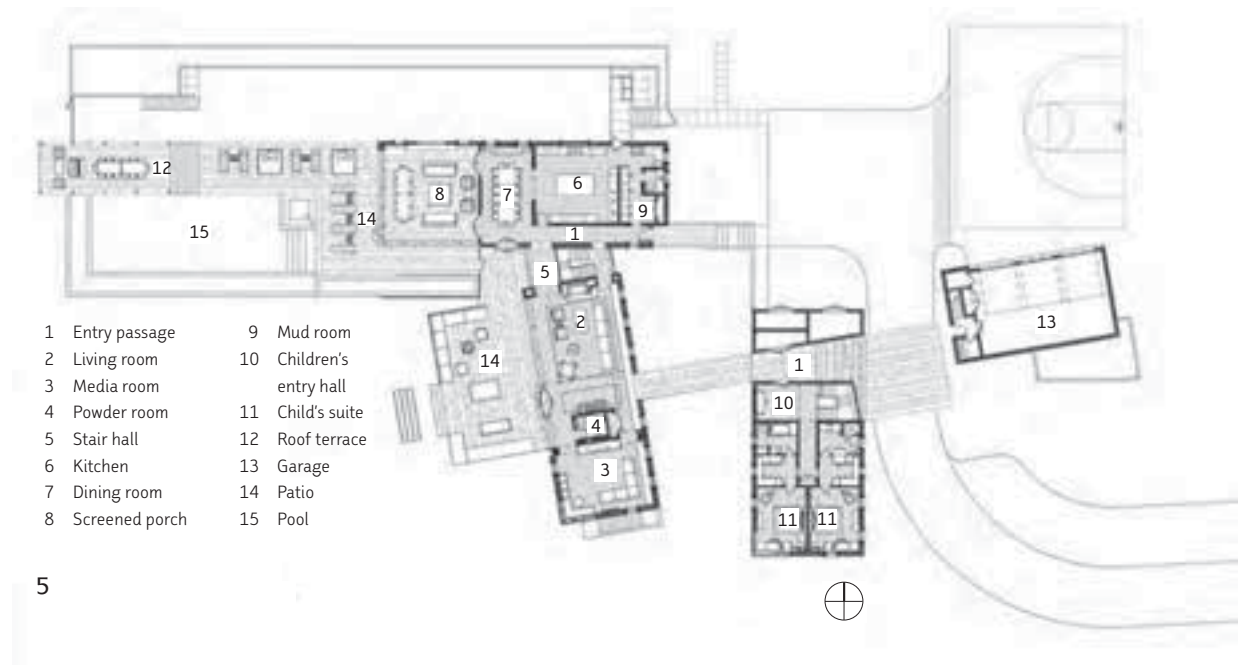 12
8
7
6
9
14
15
1
5
2
14
13
1
10
4
3
11
11
1 Entry passage
2 Living room
3 Media room
4 Powder room
5 Stair hall
6 Kitchen
7 Dining room
8 Screened porch
9 Mud room
10 Children's
entry hall
11 Child's suite
12 Roof terrace
13 Garage
14 Patio
15 Pool
5